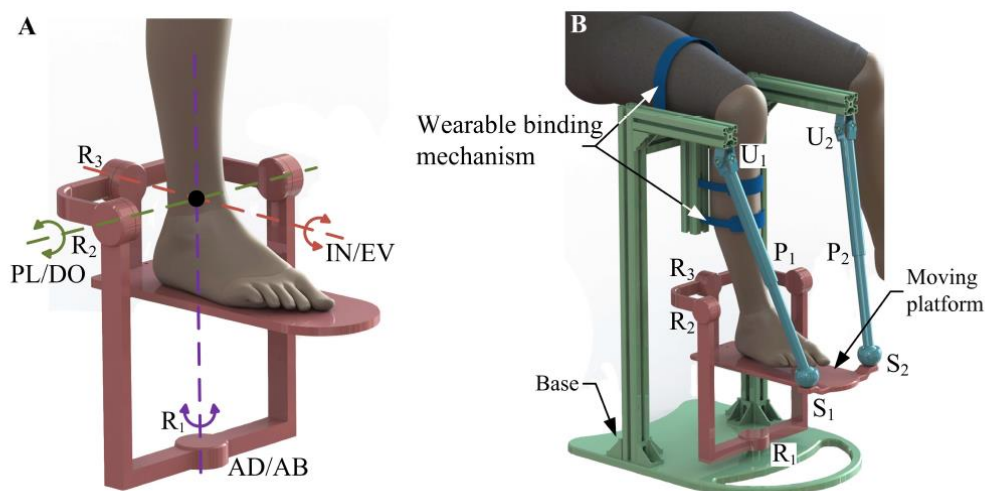 A
R₃
R₂
PL/DO
IN/EV
R₁
AD/AB
B
Wearable binding
mechanism
U₁
U₂
P₁
P₂
R₃
R₂
Moving
platform
Base
S₁
S₂
R₁